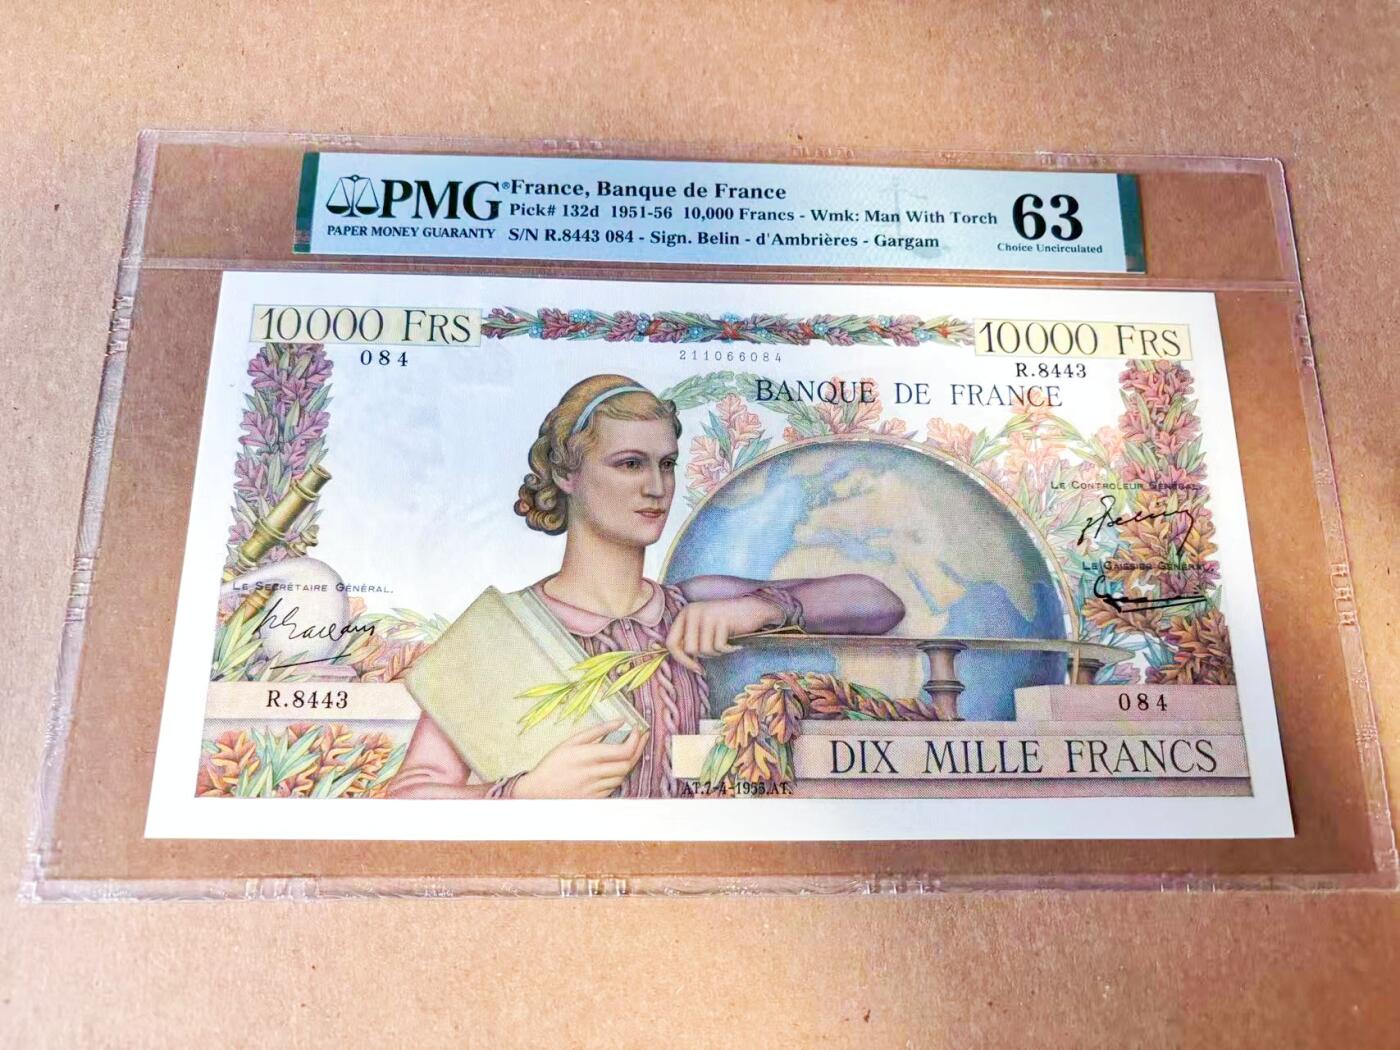 PMG®
PAPER MONEY GUARANTY
France, Banque de France
Pick# 132d 1951-56 10,000 Francs - Wmk: Man With Torch
S/N R.8443 084 - Sign. Belin - d'Ambrières - Gargam
63
Choice Uncirculated
10000 FRS
10000 FRS
084
211066084
R.8443
BANQUE DE FRANCE
LE CONTROLEUR GÉNÉRAL,
LE CAISSIER GÉNÉRAL,
LE SECRÉTAIRE GÉNÉRAL,
R.8443
084
DIX MILLE FRANCS